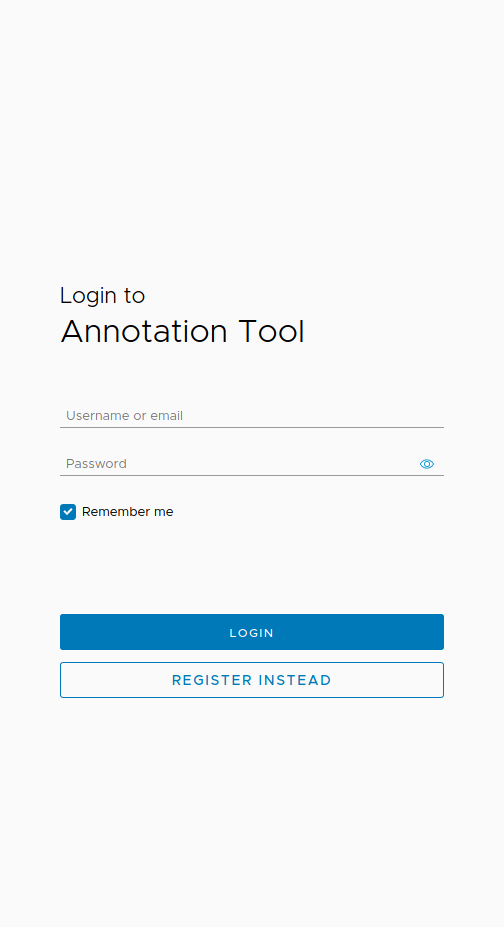 Login to
Annotation Tool
Username or email
Password
Remember me
LOGIN
REGISTER INSTEAD